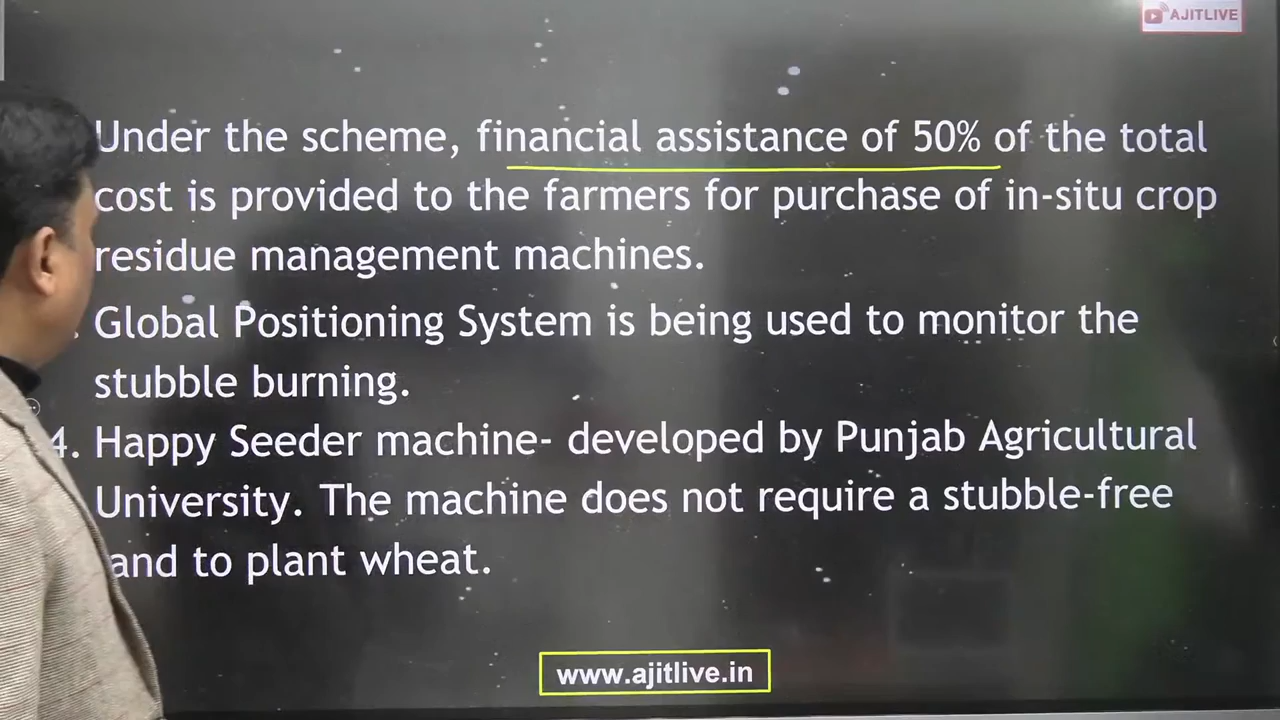 AJITLIVE
Under the scheme, financial assistance of 50% of the total
cost is provided to the farmers for purchase of in-situ crop
residue management machines.
. Global Positioning System is being used to monitor the
stubble burning.
4. Happy Seeder machine- developed by Punjab Agricultural
University. The machine does not require a stubble-free
and to plant wheat.
www.ajitlive.in